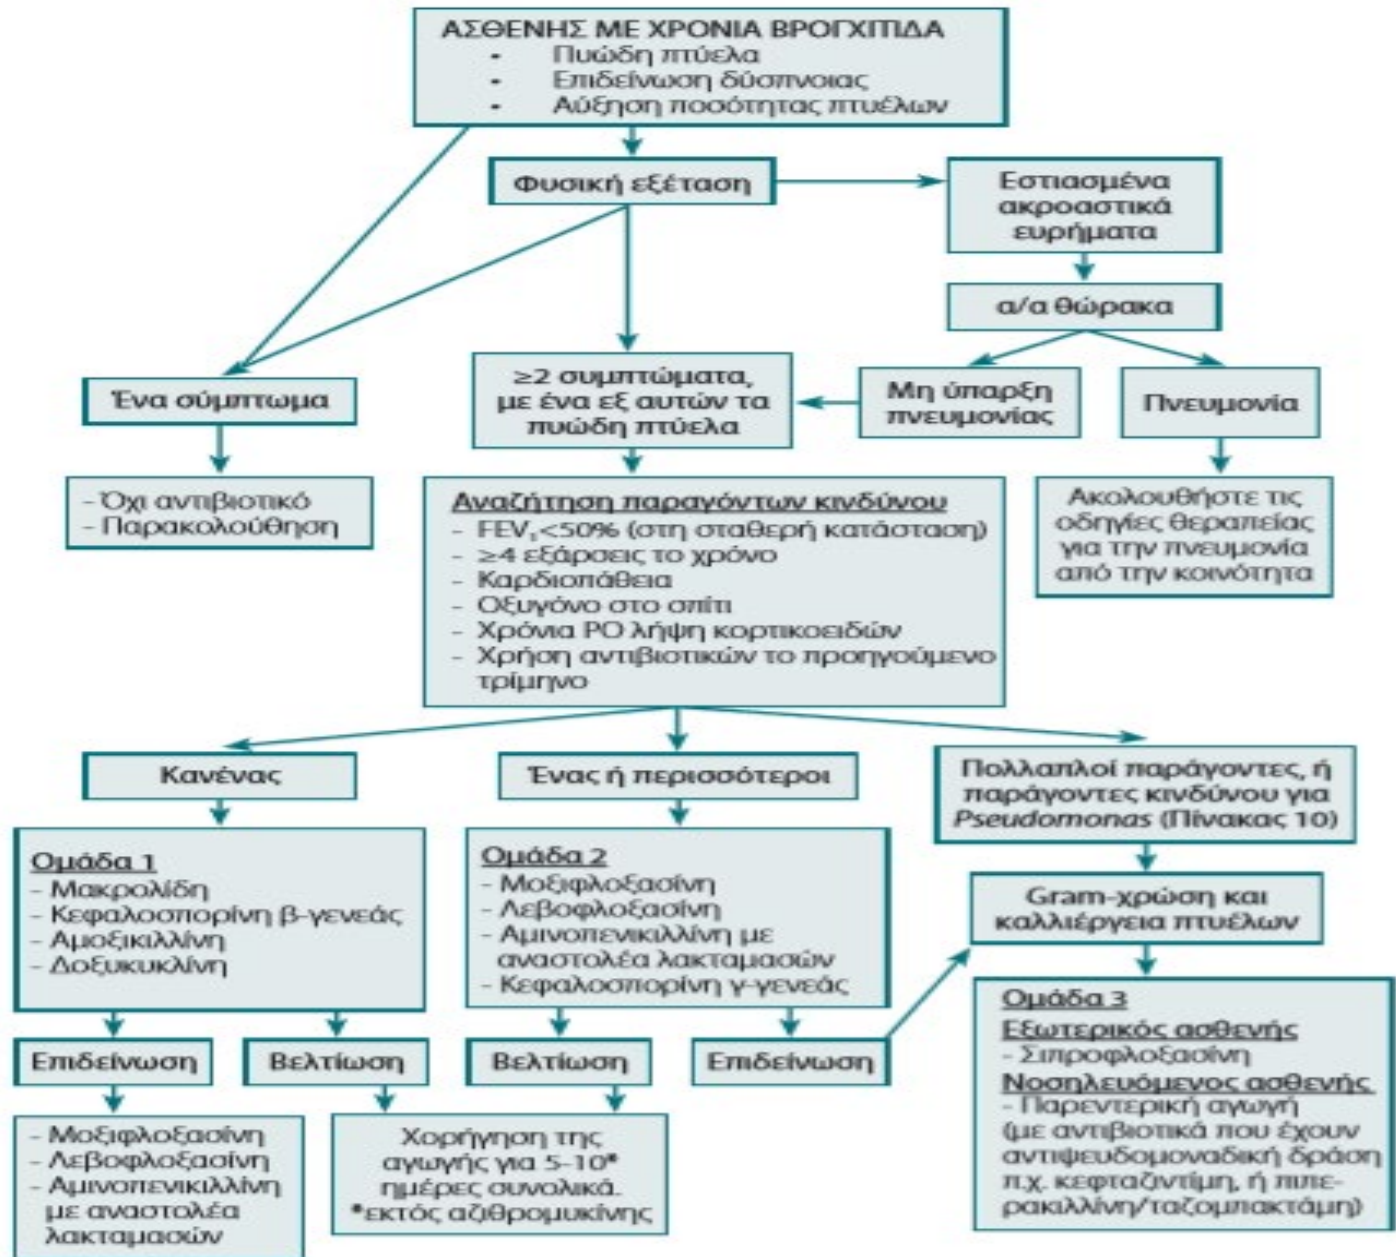 ΑΣΘΕΝΗΣ ΜΕ ΧΡΟΝΙΑ ΒΡΟΓΧΙΤΙΔΑ
- Πυώδη πτύελα
- Επιδείνωση δύσπνοιας
- Αύξηση ποσότητας πτυέλων
Φυσική εξέταση
Εστιασμένα
ακροαστικά
ευρήματα
α/α θώρακα
Ένα σύμπτωμα
≥2 συμπτώματα,
με ένα εξ αυτών τα
πυώδη πτύελα
Μη ύπαρξη
πνευμονίας
Πνευμονία
- Όχι αντιβιοτικό
- Παρακολούθηση
Αναζήτηση παραγόντων κινδύνου
- FEV₁<50% (στη σταθερή κατάσταση)
- ≥4 εξάρσεις το χρόνο
- Καρδιοπάθεια
- Οξυγόνο στο σπίτι
- Χρόνια PO λήψη κορτικοειδών
- Χρήση αντιβιοτικών το προηγούμενο
τρίμηνο
Ακολουθήστε τις
οδηγίες θεραπείας
για την πνευμονία
από την κοινότητα
Κανένας
Ένας ή περισσότεροι
Πολλαπλοί παράγοντες, ή
παράγοντες κινδύνου για
Pseudomonas (Πίνακας 10)
Ομάδα 1
- Μακρολίδη
- Κεφαλοσπορίνη β-γενεάς
- Αμοξικιλλίνη
- Δοξυκυκλίνη
Ομάδα 2
- Μοξιφλοξασίνη
- Λεβοφλοξασίνη
- Αμινοπενικιλλίνη με
αναστολέα λακταμασών
- Κεφαλοσπορίνη γ-γενεάς
Gram-χρώση και
καλλιέργεια πτυέλων
Επιδείνωση
Βελτίωση
Βελτίωση
Επιδείνωση
Ομάδα 3
Εξωτερικός ασθενής
- Σιπροφλοξασίνη
Νοσηλευόμενος ασθενής
- Παρεντερική αγωγή
(με αντιβιοτικά που έχουν
αντιψευδομοναδική δράση
π.χ. κεφταζιντίμη, ή πιπε-
ρακιλλίνη/ταζομπακτάμη)
- Μοξιφλοξασίνη
- Λεβοφλοξασίνη
- Αμινοπενικιλλίνη
με αναστολέα
λακταμασών
Χορήγηση της
αγωγής για 5-10*
ημέρες συνολικά.
*εκτός αζιθρομυκίνης